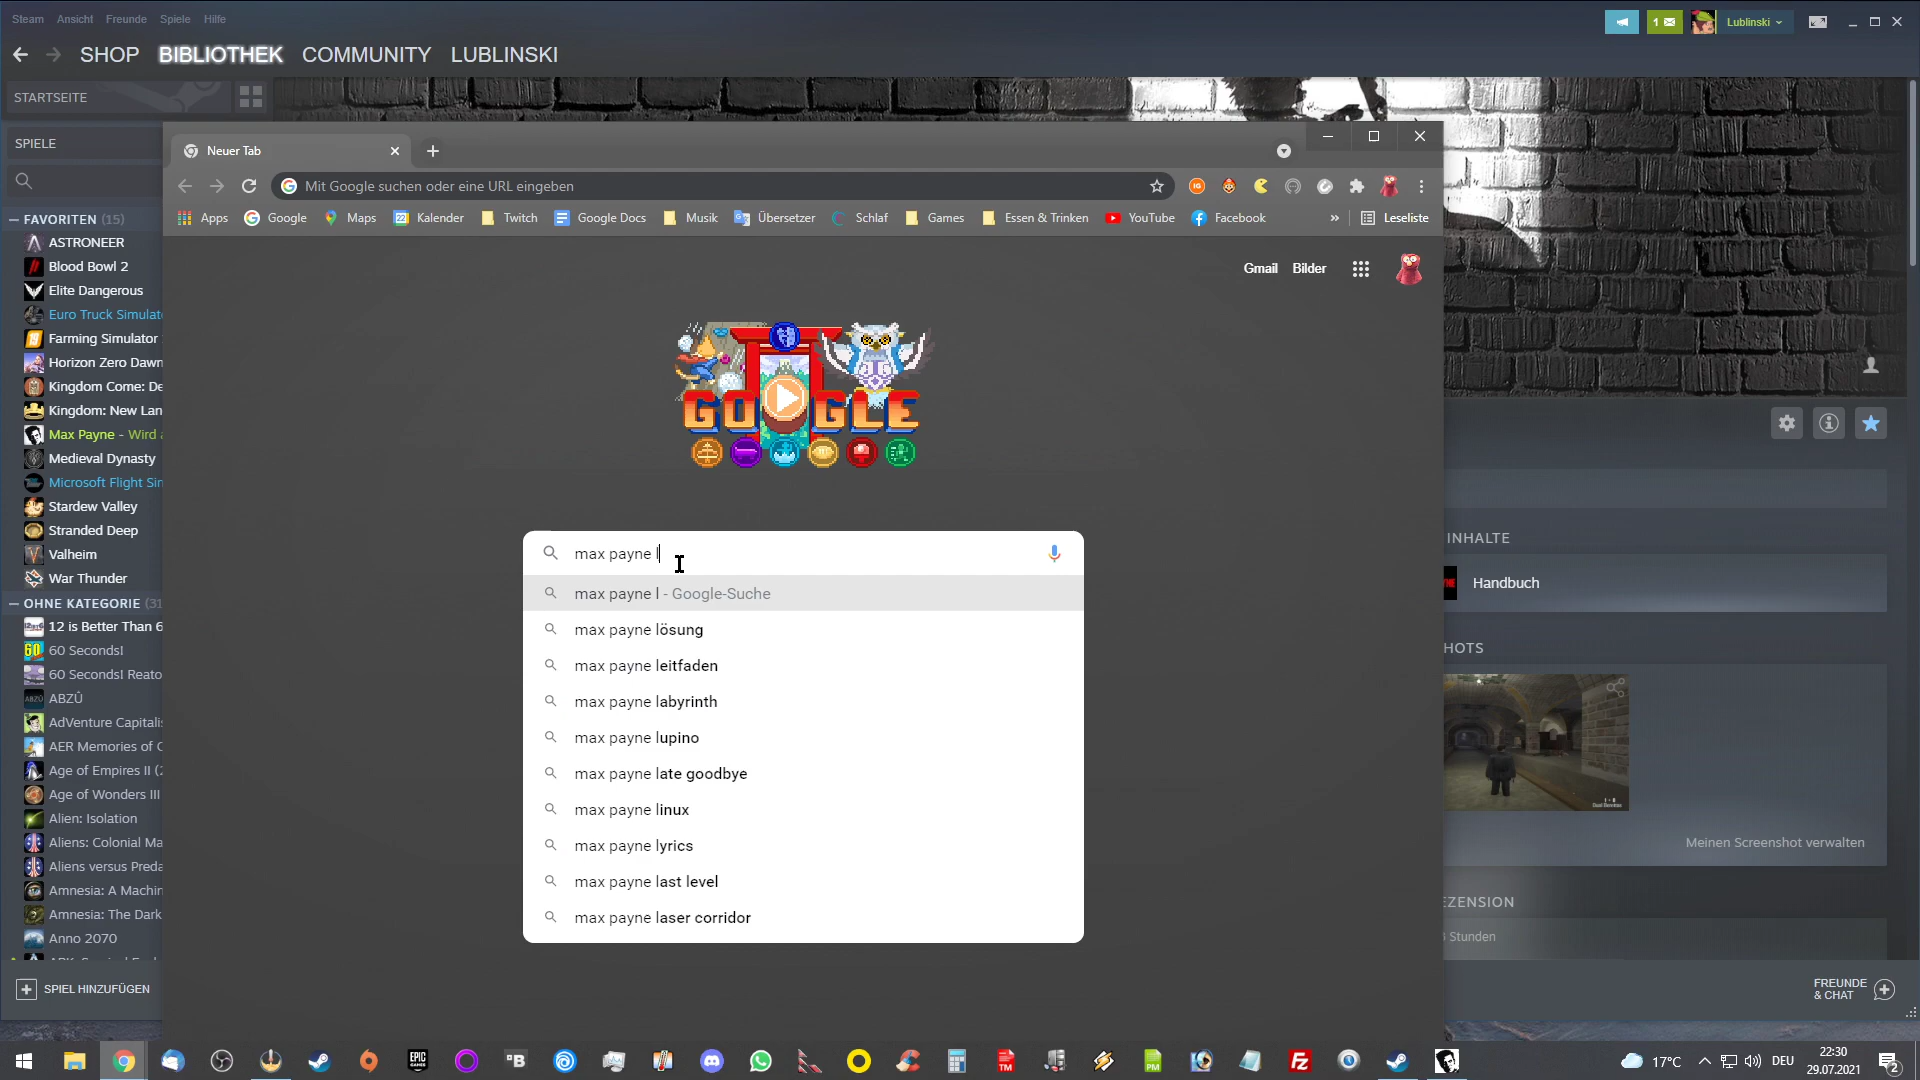 Steam Ansicht Freunde Spiele Hilfe
1
Lublinski
SHOP BIBLIOTHEK COMMUNITY LUBLINSKI
STARTSEITE
SPIELE
FAVORITEN (15)
ASTRONEER
Blood Bowl 2
Elite Dangerous
Euro Truck Simulat
Farming Simulator
Horizon Zero Dawn
Kingdom Come: De
Kingdom: New Lan
Max Payne - Wird
Medieval Dynasty
Microsoft Flight Sim
Stardew Valley
Stranded Deep
Valheim
War Thunder
OHNE KATEGORIE (31
12 is Better Than 6
60 Seconds!
60 Seconds! Reato
ABZÛ
AdVenture Capitalis
AER Memories of O
Age of Empires II (2
Age of Wonders III
Alien: Isolation
Aliens: Colonial Ma
Aliens versus Preda
Amnesia: A Machin
Amnesia: The Dark
Anno 2070
SPIEL HINZUFÜGEN
Neuer Tab
Mit Google suchen oder eine URL eingeben
Apps Google Maps Kalender Twitch Google Docs Musik Übersetzer Schlaf Games Essen & Trinken YouTube Facebook » Leseliste
Gmail Bilder
GOOGLE
max payne l
max payne l - Google-Suche
max payne lösung
max payne leitfaden
max payne labyrinth
max payne lupino
max payne late goodbye
max payne linux
max payne lyrics
max payne last level
max payne laser corridor
INHALTE
Handbuch
HOTS
Meinen Screenshot verwalten
EZENSION
Stunden
FREUNDE
& CHAT
EPIC
GAMES
17°C
DEU
22:30
29.07.2021
2